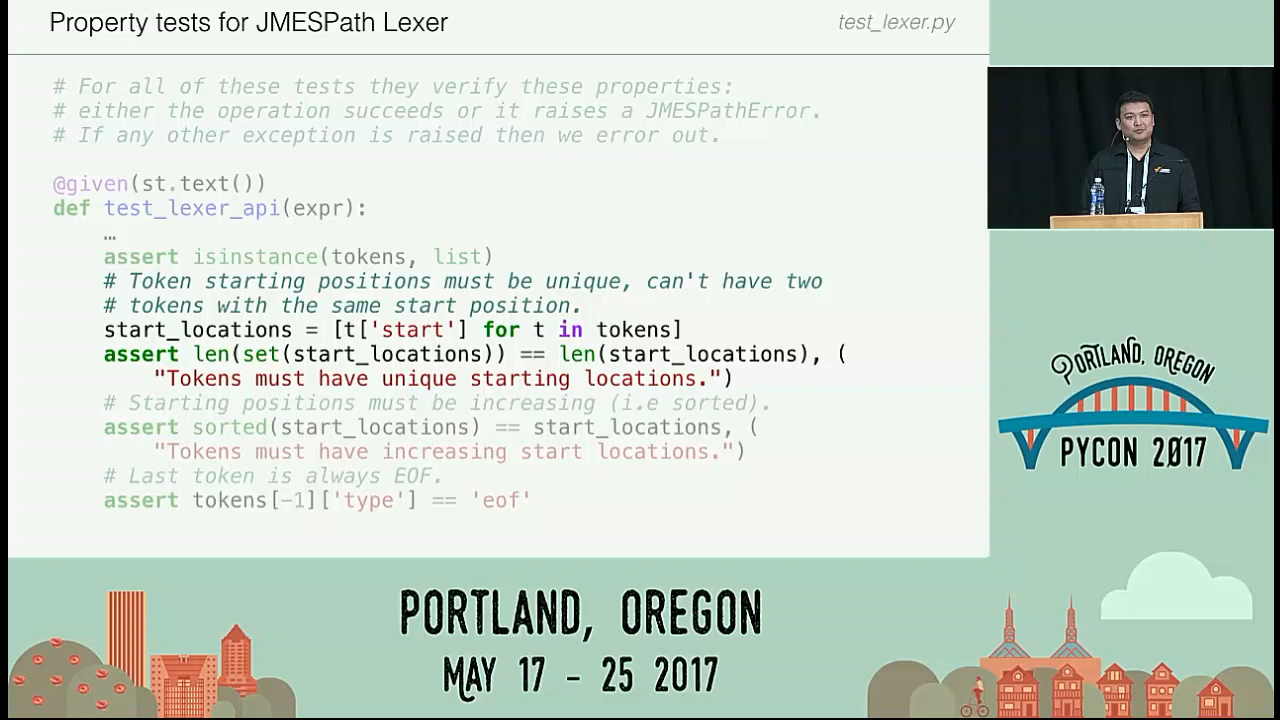 Property tests for JMESPath Lexer
test_lexer.py
# For all of these tests they verify these properties:
# either the operation succeeds or it raises a JMESPathError.
# If any other exception is raised then we error out.
@given(st.text())
def test_lexer_api(expr):
…
assert isinstance(tokens, list)
# Token starting positions must be unique, can't have two
# tokens with the same start position.
start_locations = [t['start'] for t in tokens]
assert len(set(start_locations)) == len(start_locations), (
"Tokens must have unique starting locations.")
# Starting positions must be increasing (i.e sorted).
assert sorted(start_locations) == start_locations, (
"Tokens must have increasing start locations.")
# Last token is always EOF.
assert tokens[-1]['type'] == 'eof'
PORTLAND, OREGON
PYCON 2017
PORTLAND, OREGON
MAY 17 - 25 2017